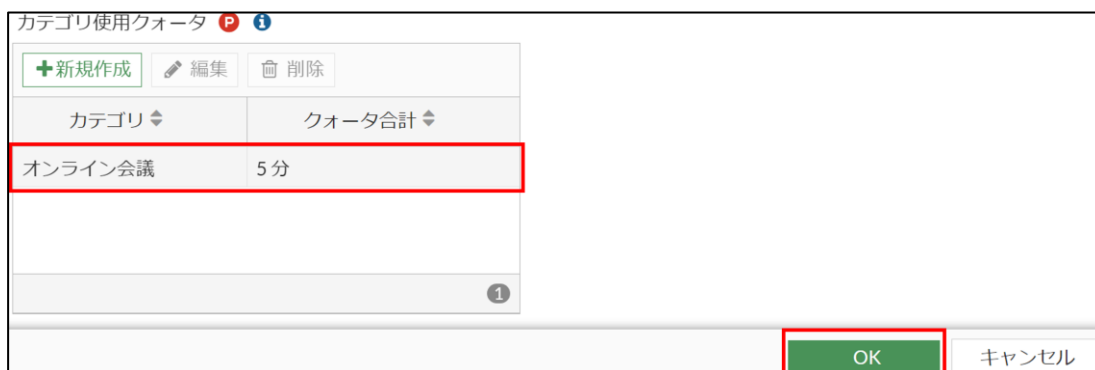 カテゴリ使用クォータ P i
+新規作成 編集 削除
カテゴリ クォータ合計
オンライン会議 5分
1
OK キャンセル